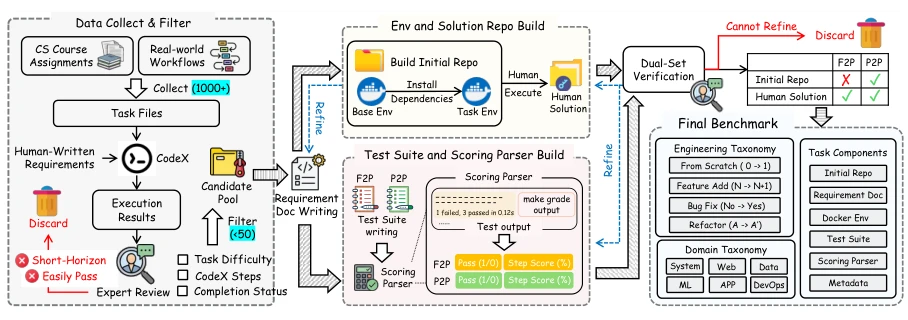 Data Collect & Filter
CS Course
Assignments
Real-world
Workflows
Collect (1000+)
Task Files
Human-Written
Requirements
CodeX
Execution
Results
Candidate
Pool
Filter
(<50)
Discard
Short-Horizon
Easily Pass
Expert Review
Task Difficulty
CodeX Steps
Completion Status
Requirement
Doc Writing
Refine
Env and Solution Repo Build
Build Initial Repo
Install
Dependencies
Base Env
Task Env
Human
Execute
Human
Solution
Test Suite and Scoring Parser Build
F2P
P2P
Test Suite
writing
Scoring
Parser
Scoring Parser
1 failed, 3 passed in 0.12s
......
make grade
output
Test output
F2P Pass (1/0) Step Score (%)
P2P Pass (1/0) Step Score (%)
Refine
Dual-Set
Verification
Cannot Refine
Discard
F2P P2P
Initial Repo ✗ ✓
Human Solution ✓ ✓
Final Benchmark
Engineering Taxonomy
From Scratch ( 0 → 1)
Feature Add (N → N+1)
Bug Fix (No → Yes)
Refactor (A → A')
Domain Taxonomy
System Web Data
ML APP DevOps
Task Components
Initial Repo
Requirement Doc
Docker Env
Test Suite
Scoring Parser
Metadata